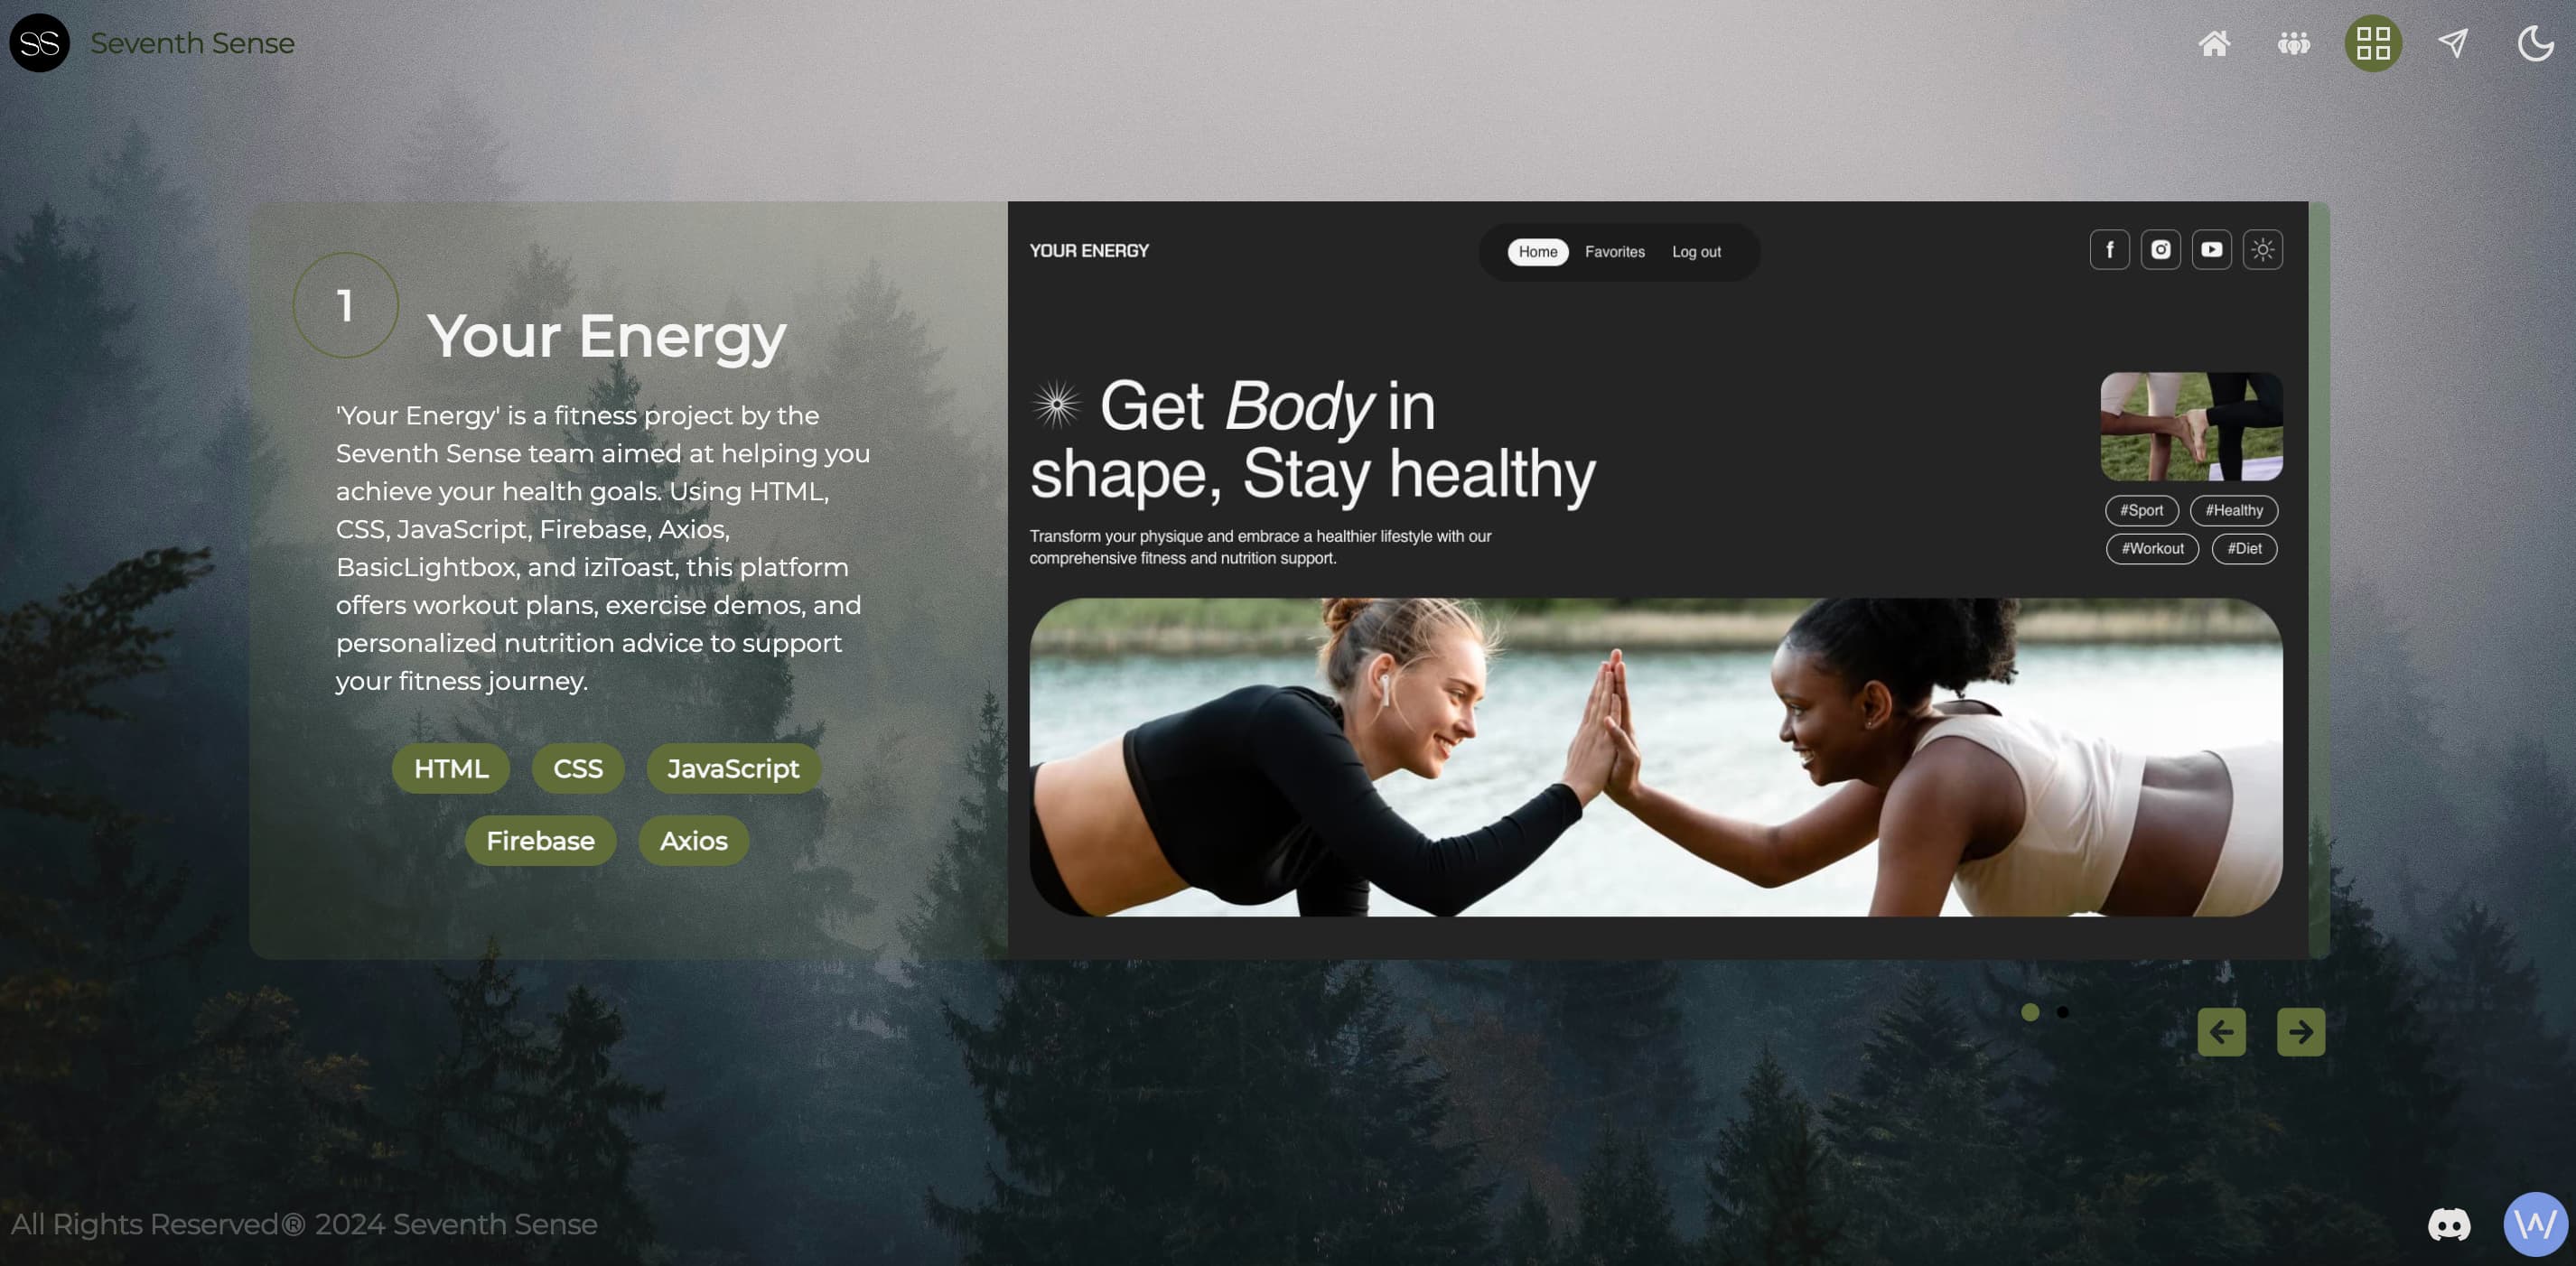 SS Seventh Sense
1
Your Energy
'Your Energy' is a fitness project by the
Seventh Sense team aimed at helping you
achieve your health goals. Using HTML,
CSS, JavaScript, Firebase, Axios,
BasicLightbox, and iziToast, this platform
offers workout plans, exercise demos, and
personalized nutrition advice to support
your fitness journey.
HTML CSS JavaScript
Firebase Axios
YOUR ENERGY Home Favorites Log out
Get Body in
shape, Stay healthy
Transform your physique and embrace a healthier lifestyle with our
comprehensive fitness and nutrition support.
#Sport #Healthy
#Workout #Diet
All Rights Reserved® 2024 Seventh Sense